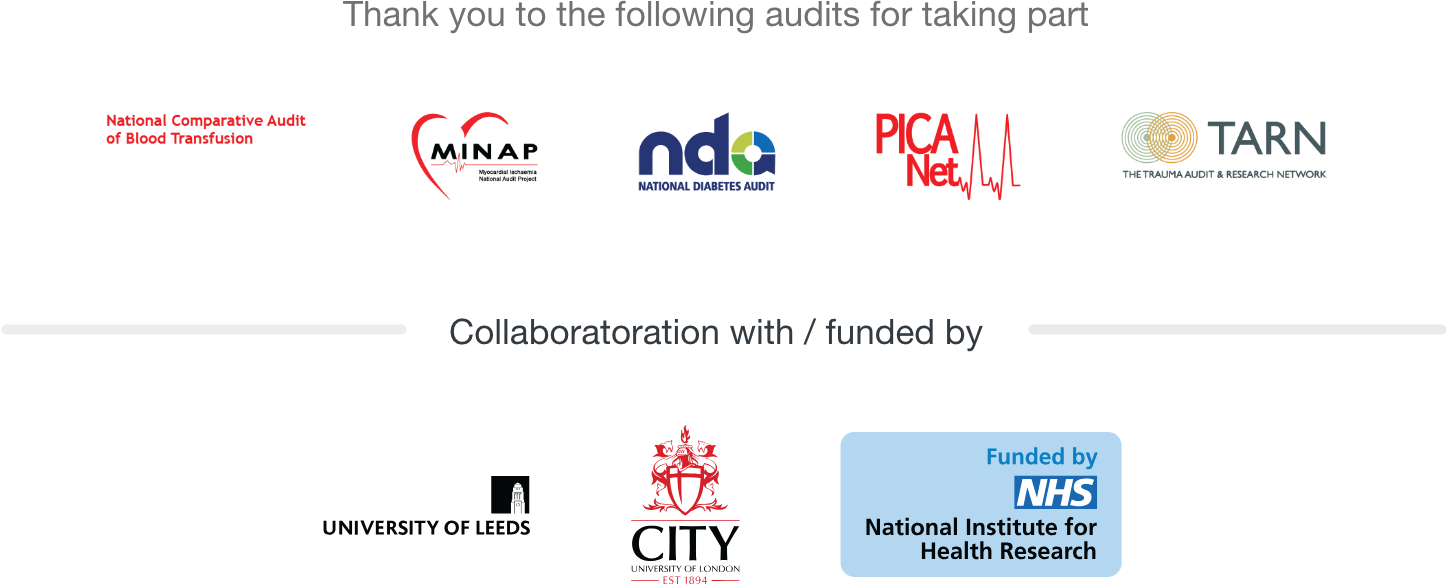 Thank you to the following audits for taking part
National Comparative Audit
of Blood Transfusion
MINAP
Myocardial Ischaemia
National Audit Project
nda
NATIONAL DIABETES AUDIT
PICA
Net
TARN
THE TRAUMA AUDIT & RESEARCH NETWORK
Collaboratoration with / funded by
UNIVERSITY OF LEEDS
CITY
UNIVERSITY OF LONDON
EST 1894
Funded by
NHS
National Institute for
Health Research